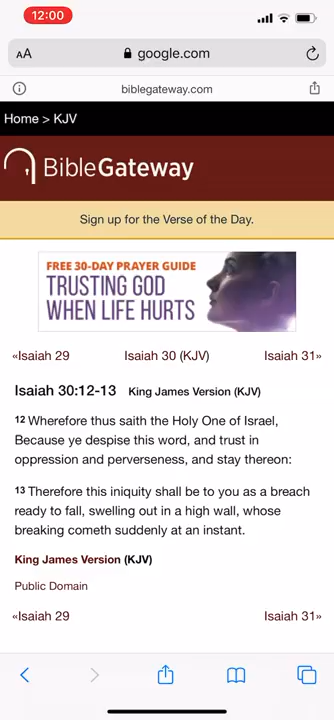 12:00
AA google.com
biblegateway.com
Home > KJV
BibleGateway
Sign up for the Verse of the Day.
FREE 30-DAY PRAYER GUIDE
TRUSTING GOD
WHEN LIFE HURTS
«Isaiah 29 Isaiah 30 (KJV) Isaiah 31»
Isaiah 30:12-13 King James Version (KJV)
12 Wherefore thus saith the Holy One of Israel,
Because ye despise this word, and trust in
oppression and perverseness, and stay thereon:
13 Therefore this iniquity shall be to you as a breach
ready to fall, swelling out in a high wall, whose
breaking cometh suddenly at an instant.
King James Version (KJV)
Public Domain
«Isaiah 29 Isaiah 31»